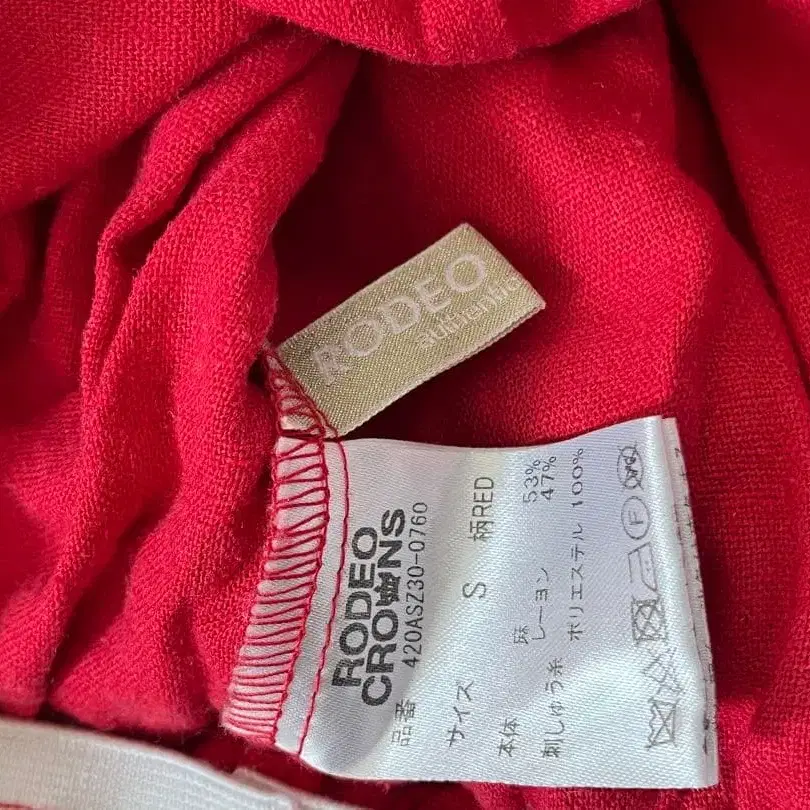 RODEO
authentic
RODEO
CROWNS
品番 420ASZ30-0760
サイズ S 柄RED
本体 麻 53%
レーヨン 47%
刺しゅう糸 ポリエステル 100%
F